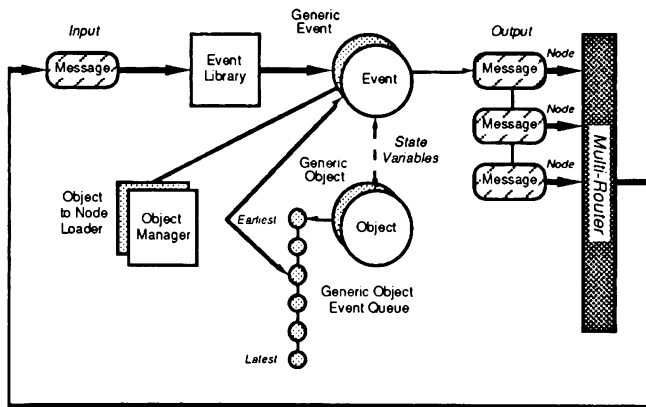 Input
Message
Event
Library
Generic
Event
Event
Output
Message
Node
Message
Node
Message
Node
Multi-Router
State
Variables
Generic
Object
Object
Object
to Node
Loader
Object
Manager
Earliest
Generic Object
Event Queue
Latest